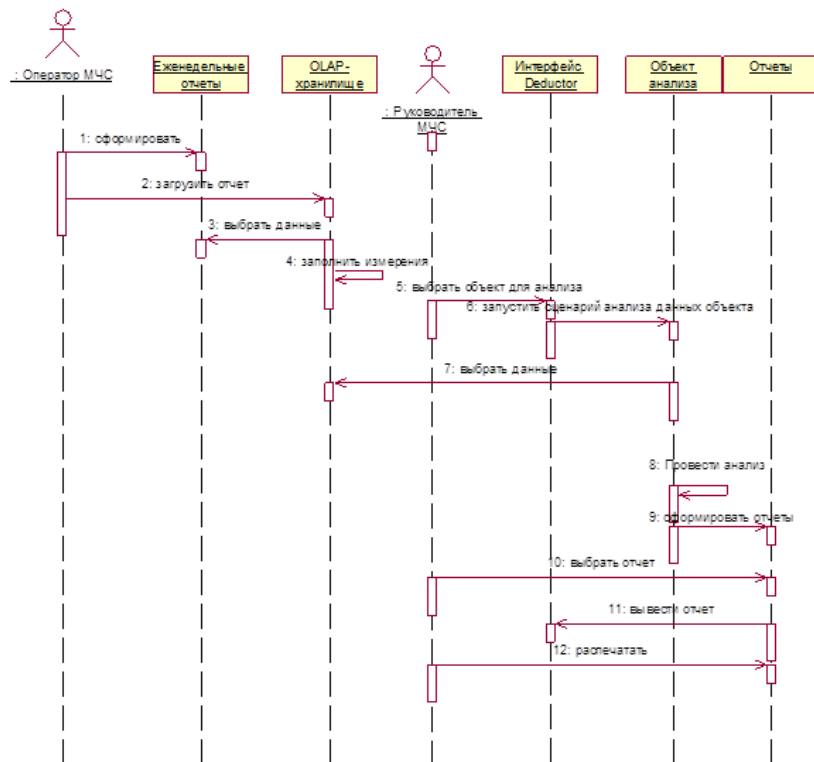 : Оператор МЧС
Еженедельные
отчеты
OLAP-
хранилище
: Руководитель
МЧС
Интерфейс
Deductor
Объект
анализа
Отчеты
1: сформировать
2: загрузить отчет
3: выбрать данные
4: заполнить измерения
5: выбрать объект для анализа
6: запустить сценарий анализа данных объекта
7: выбрать данные
8: Провести анализ
9: сформировать отчеты
10: выбрать отчет
11: вывести отчет
12: распечатать